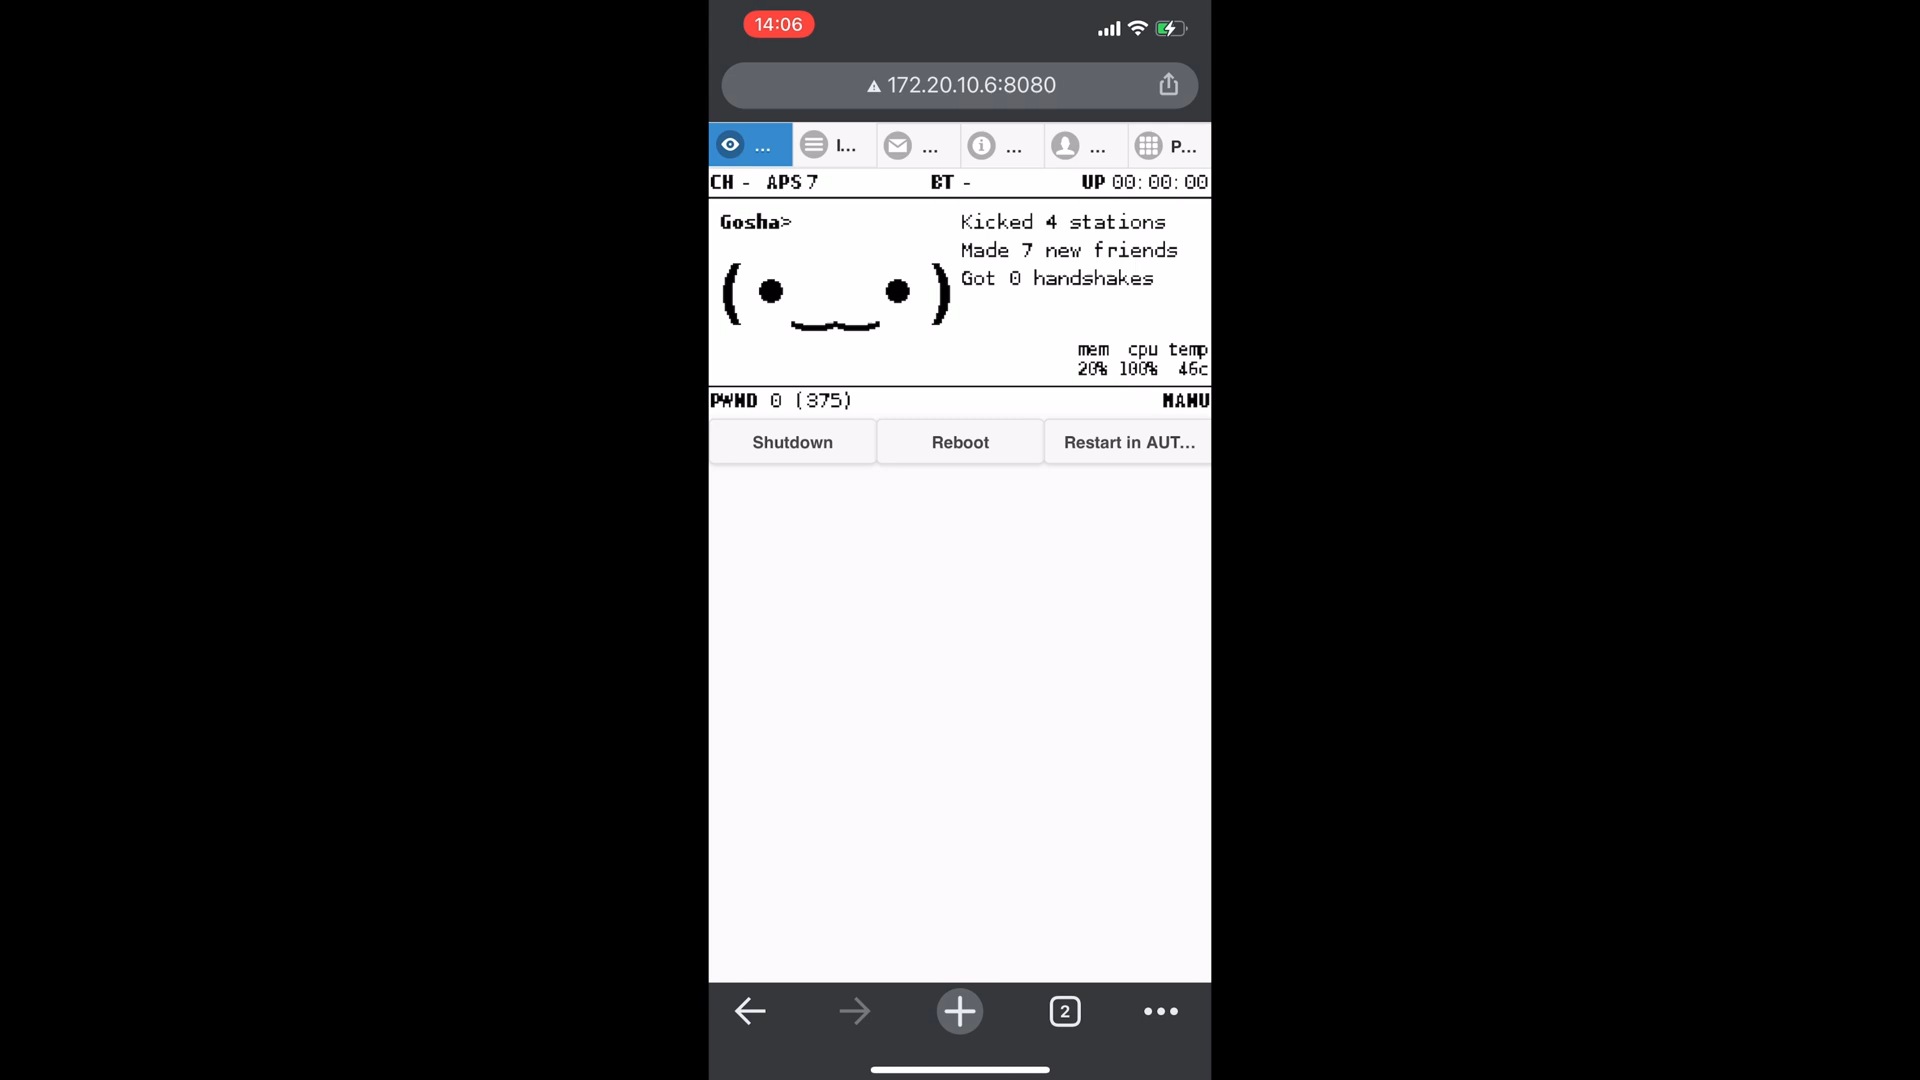 14:06
172.20.10.6:8080
... I... ... ... ... P...
CH - APS 7 BT - UP 00:00:00
Gosha>
Kicked 4 stations
Made 7 new friends
Got 0 handshakes
mem cpu temp
20% 100% 46c
PWND 0 (375) MANU
Shutdown Reboot Restart in AUT...
2